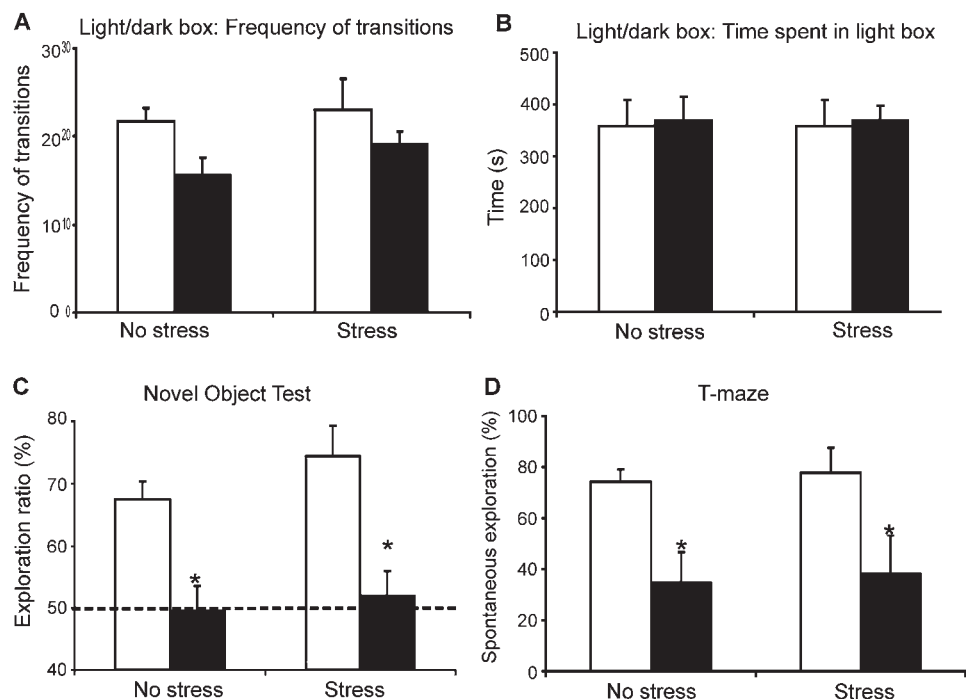 A
Light/dark box: Frequency of transitions
Frequency of transitions
30 30
20 20
10 10
0 0
No stress
Stress
B
Light/dark box: Time spent in light box
Time (s)
500
400
300
200
100
0
No stress
Stress
C
Novel Object Test
Exploration ratio (%)
80
70
60
50
40
*
*
No stress
Stress
D
T-maze
Spontaneous exploration (%)
100
80
60
40
20
0
*
*
No stress
Stress